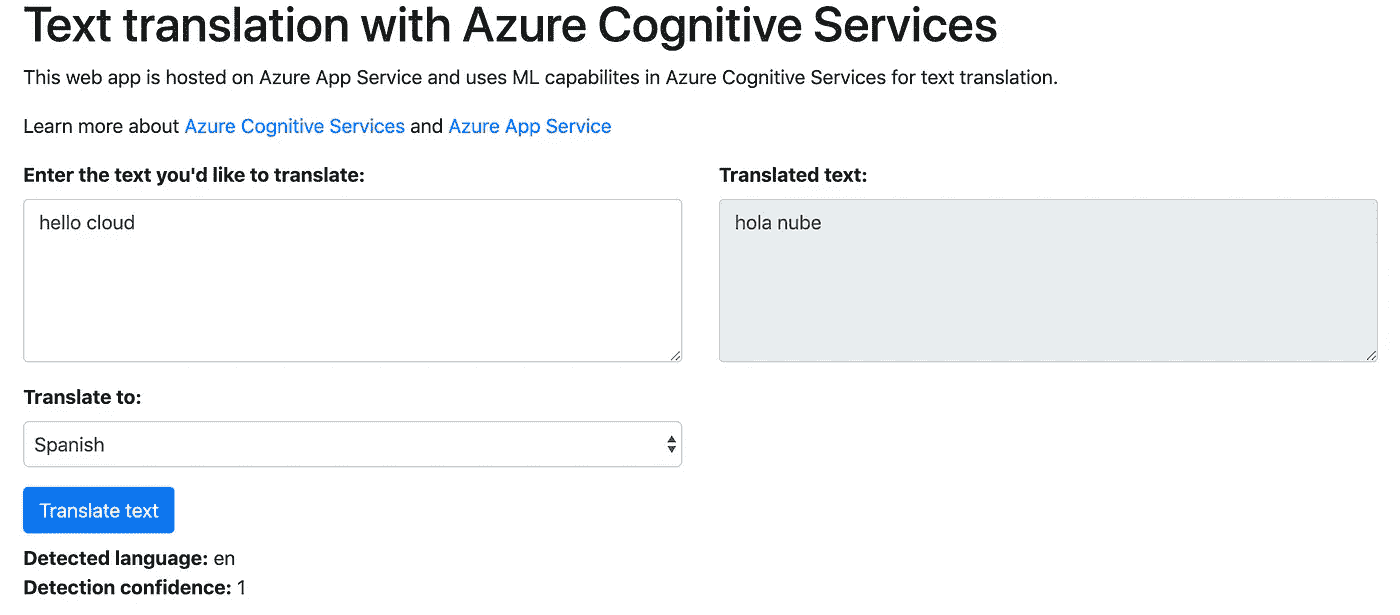 Text translation with Azure Cognitive Services
This web app is hosted on Azure App Service and uses ML capabilites in Azure Cognitive Services for text translation.
Learn more about Azure Cognitive Services and Azure App Service
Enter the text you'd like to translate:
hello cloud
Translated text:
hola nube
Translate to:
Spanish
Translate text
Detected language: en
Detection confidence: 1